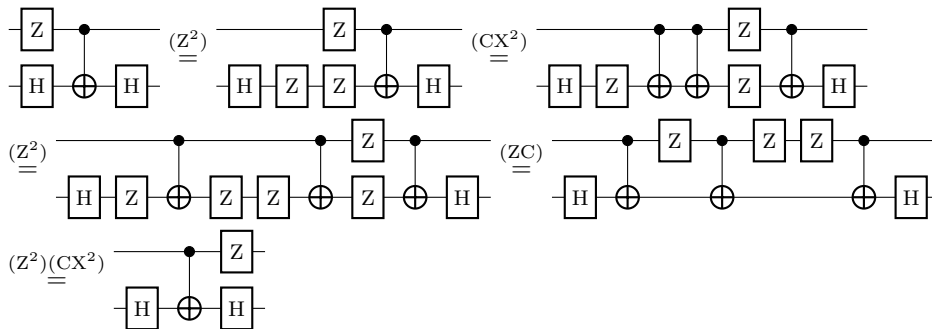 Z (Z²) Z (CX²) Z
= =
H H H Z Z H H Z Z H
(Z²) Z (ZC) Z Z Z
= =
H Z Z Z Z H H H
(Z²)(CX²) Z
=
H H